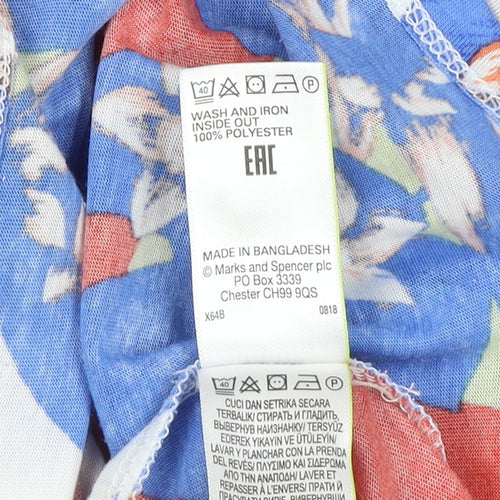 40 P
WASH AND IRON
INSIDE OUT
100% POLYESTER
EAC
MADE IN BANGLADESH
© Marks and Spencer plc
PO Box 3339
Chester CH99 9QS
X64B 0818
40 P
CUCI DAN SETRIKA SECARA
TERBALIK/ СТИРАТЬ И ГЛАДИТЬ,
ВЫВЕРНУВ НАИЗНАНКУ/ TERSYÜZ
EDEREK YIKAYIN VE ÜTÜLEYİN/
LAVAR Y PLANCHAR CON LA PRENDA
DEL REVÉS/ ΠΛΥΣΙΜΟ ΚΑΙ ΣΙΔΕΡΩΜΑ
ΑΠΟ ΤΗΝ ΑΝΑΠΟΔΗ/ LAVER ET
REPASSER À L'ENVERS/ ПРАТИ Й